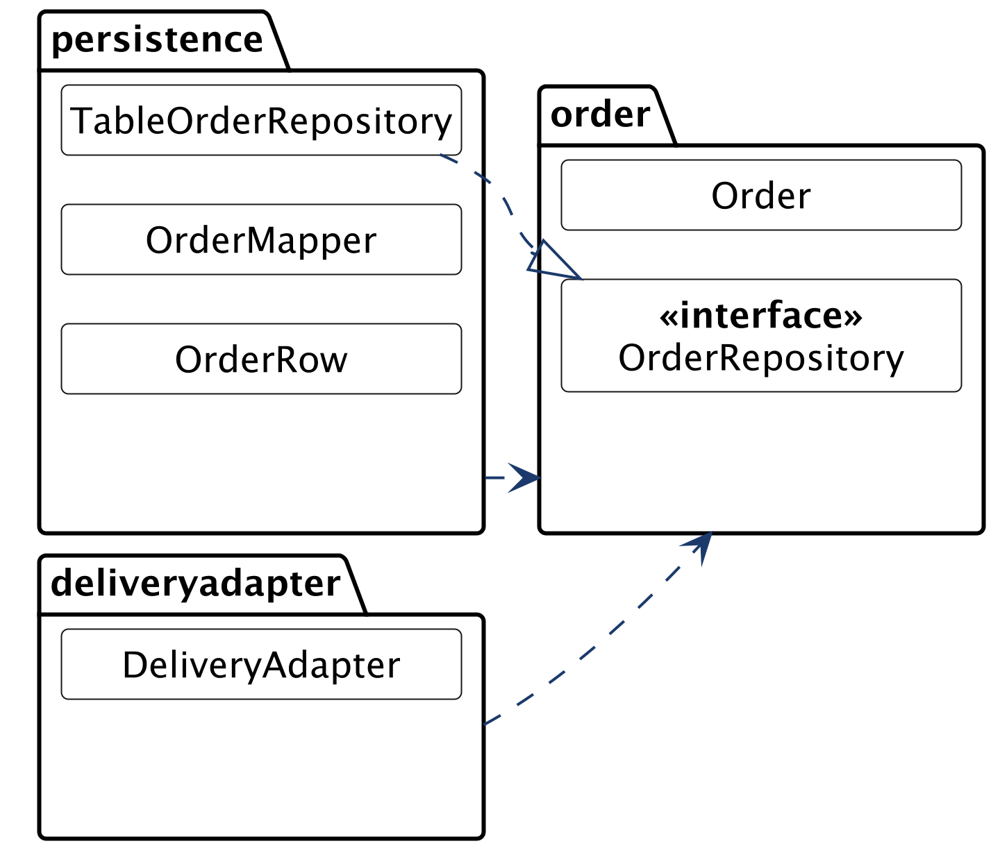 persistence
TableOrderRepository
OrderMapper
OrderRow
order
Order
«interface»
OrderRepository
deliveryadapter
DeliveryAdapter